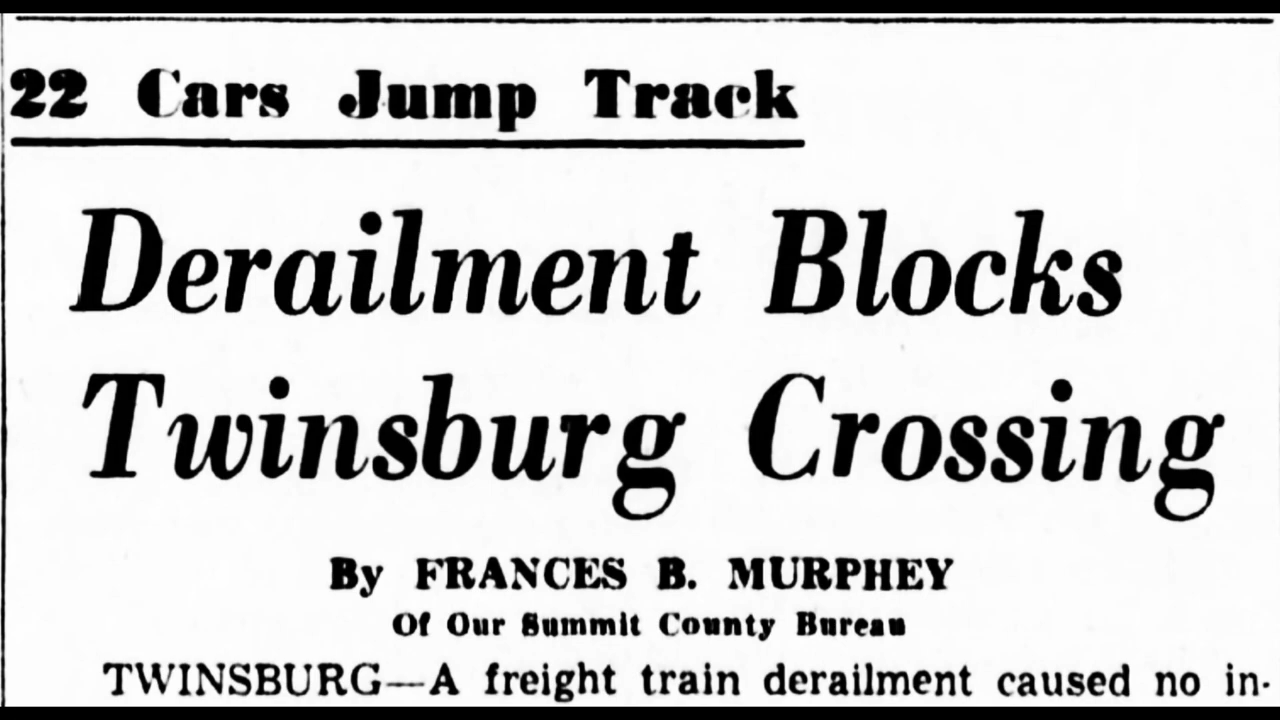 22 Cars Jump Track
Derailment Blocks
Twinsburg Crossing
By FRANCES B. MURPHEY
Of Our Summit County Bureau
TWINSBURG—A freight train derailment caused no in-